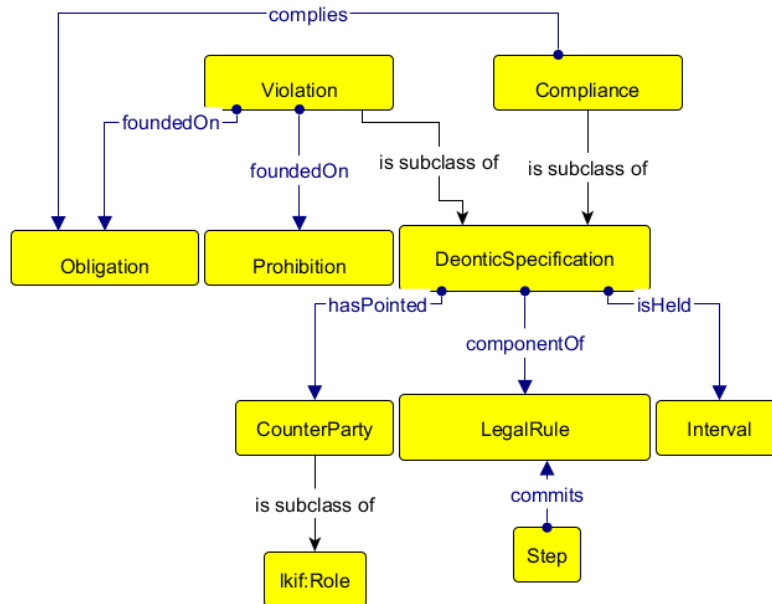 complies
Violation
Compliance
foundedOn
foundedOn
is subclass of
is subclass of
Obligation
Prohibition
DeonticSpecification
hasPointed
isHeld
componentOf
CounterParty
LegalRule
Interval
is subclass of
commits
Step
lkif:Role